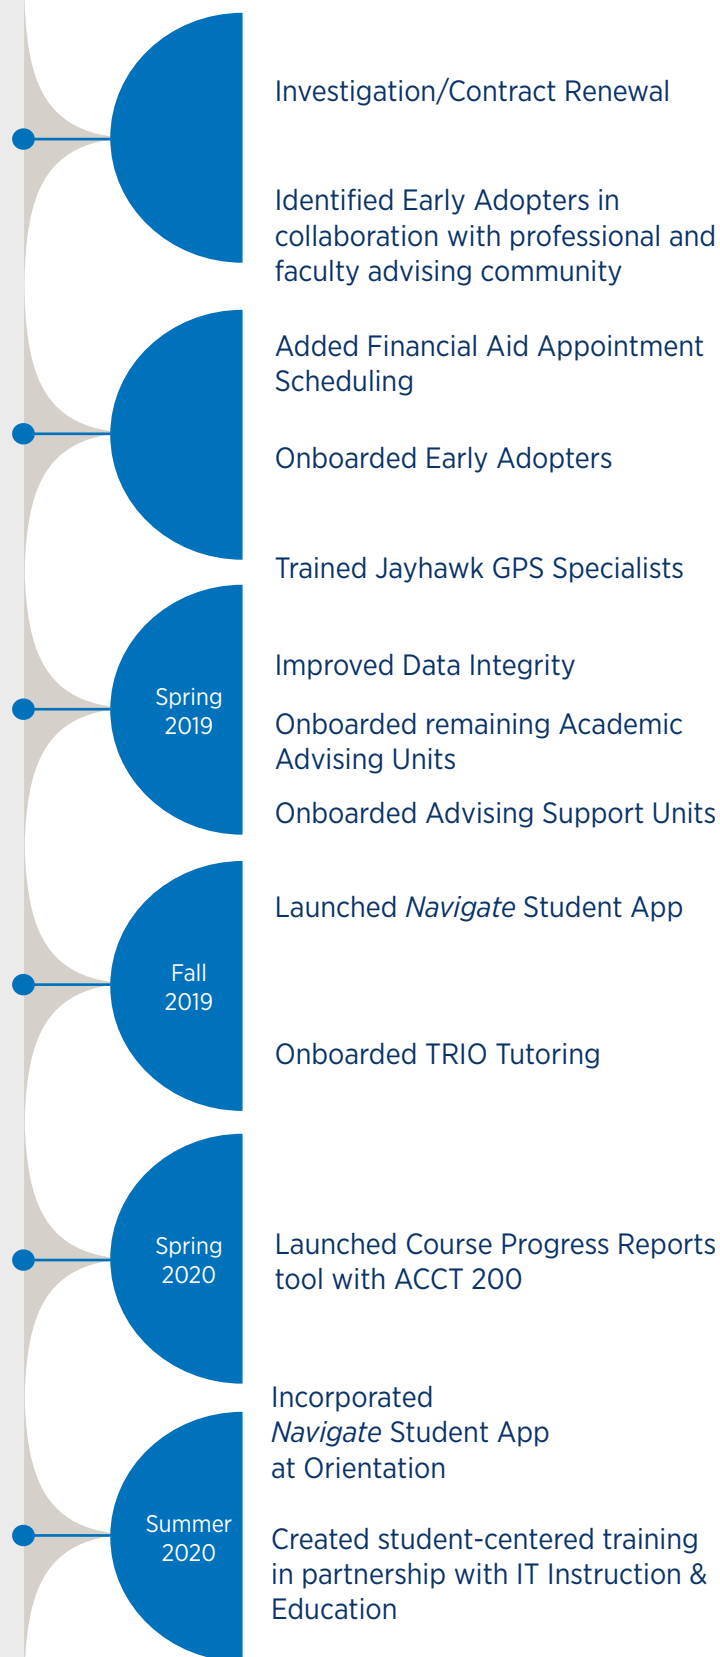 Investigation/Contract Renewal
Identified Early Adopters in
collaboration with professional and
faculty advising community
Added Financial Aid Appointment
Scheduling
Onboarded Early Adopters
Trained Jayhawk GPS Specialists
Spring
2019
Improved Data Integrity
Onboarded remaining Academic
Advising Units
Onboarded Advising Support Units
Fall
2019
Launched Navigate Student App
Onboarded TRIO Tutoring
Spring
2020
Launched Course Progress Reports
tool with ACCT 200
Summer
2020
Incorporated
Navigate Student App
at Orientation
Created student-centered training
in partnership with IT Instruction &
Education